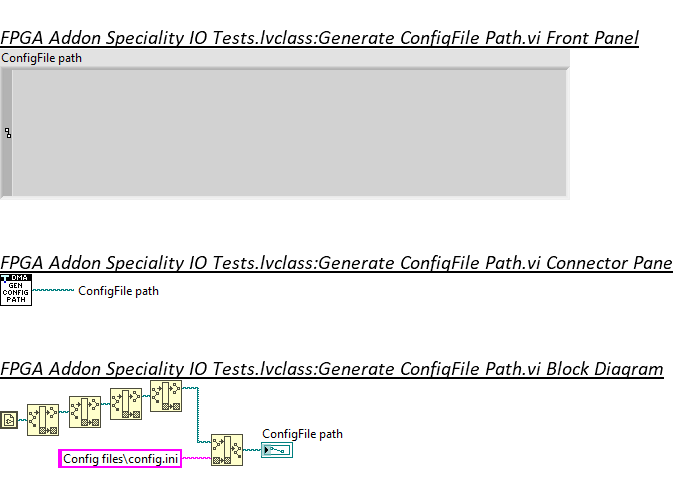 FPGA Addon Speciality IO Tests.lvclass:Generate ConfigFile Path.vi Front Panel
ConfigFile path
FPGA Addon Speciality IO Tests.lvclass:Generate ConfigFile Path.vi Connector Pane
DMA
GEN
CONFIG
PATH
ConfigFile path
FPGA Addon Speciality IO Tests.lvclass:Generate ConfigFile Path.vi Block Diagram
ConfigFile path
Config files\config.ini